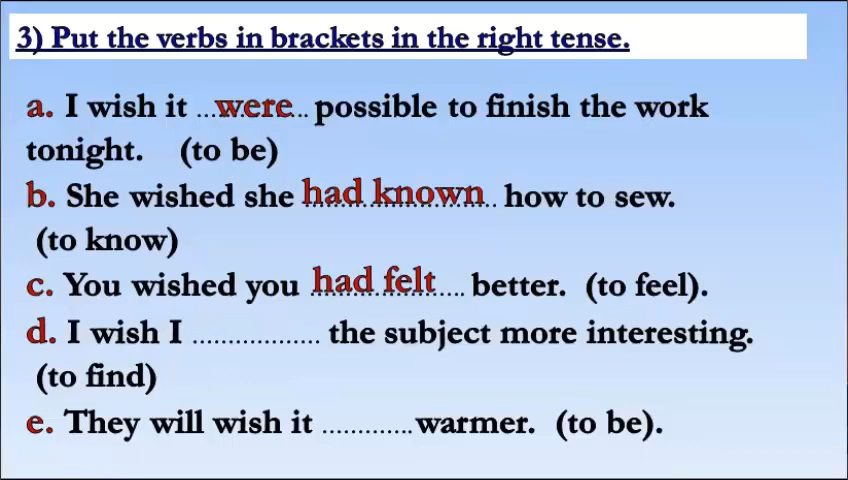 3) Put the verbs in brackets in the right tense.
a. I wish it ...were... possible to finish the work
tonight. (to be)
b. She wished she had known.. how to sew.
(to know)
c. You wished you had felt.... better. (to feel).
d. I wish I .................. the subject more interesting.
(to find)
e. They will wish it ............. warmer. (to be).